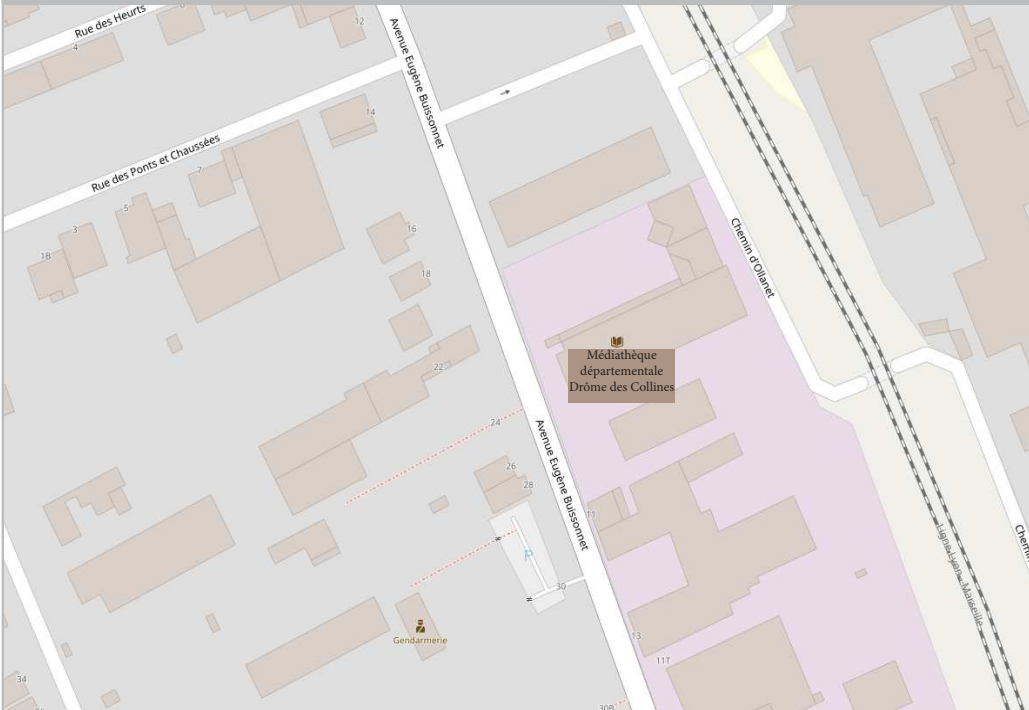 Rue des Heurts
12
4
Avenue Eugène Buissonnet
14
Rue des Ponts et Chaussées
7
5
3
1B
16
18
Chemin d'Ollanet
Médiathèque
départementale
Drôme des Collines
22
24
Avenue Eugène Buissonnet
26
28
11
P
30
Ligne Lyon - Marseille
Gendarmerie
13
11T
34
30B